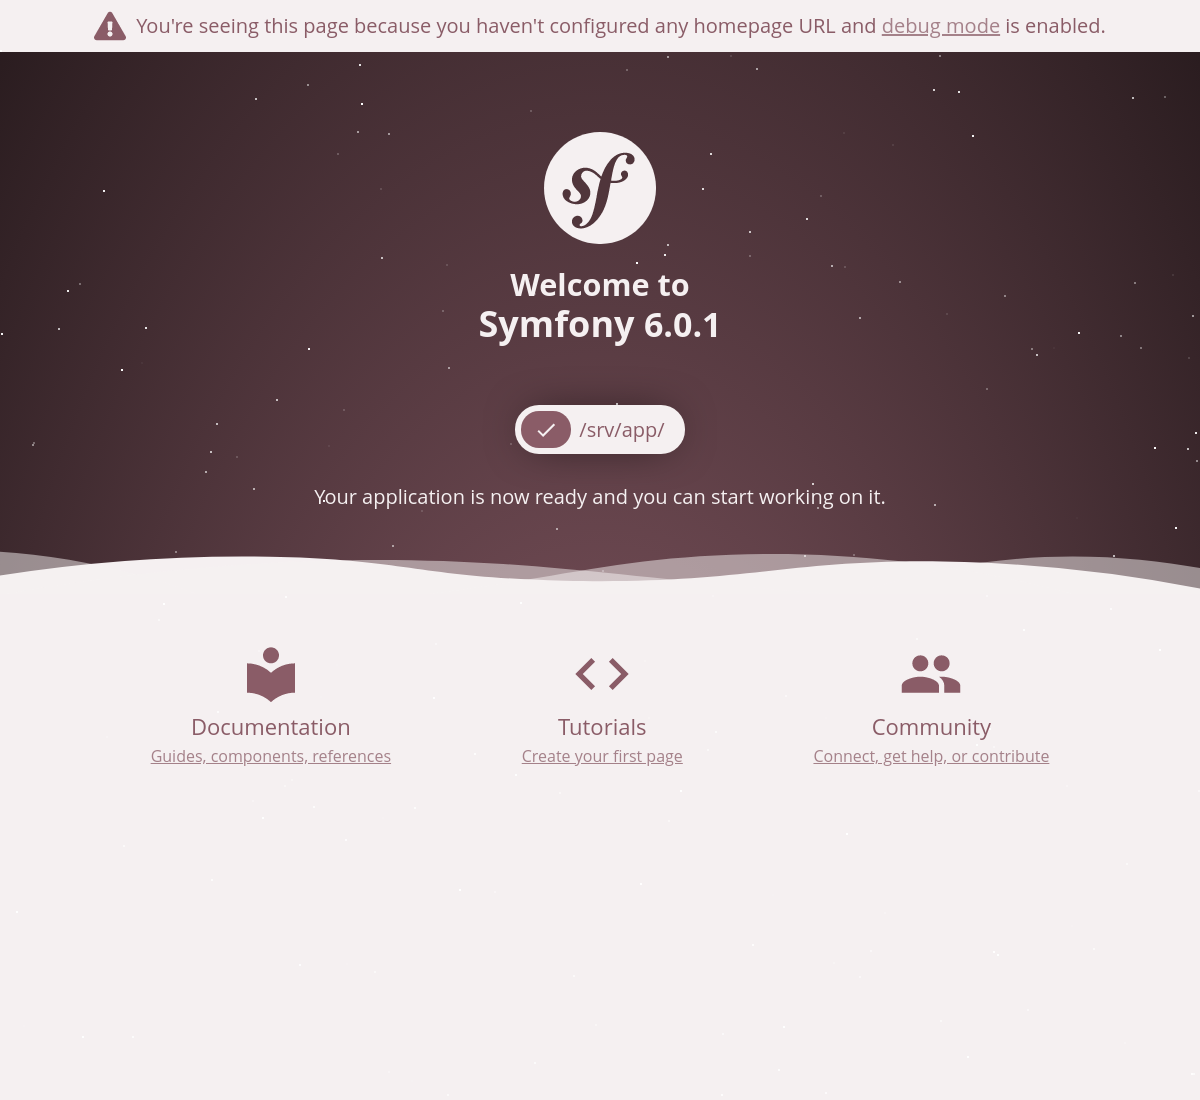 You're seeing this page because you haven't configured any homepage URL and debug mode is enabled.
sf
Welcome to
Symfony 6.0.1
/srv/app/
Your application is now ready and you can start working on it.
Documentation
Guides, components, references
Tutorials
Create your first page
Community
Connect, get help, or contribute